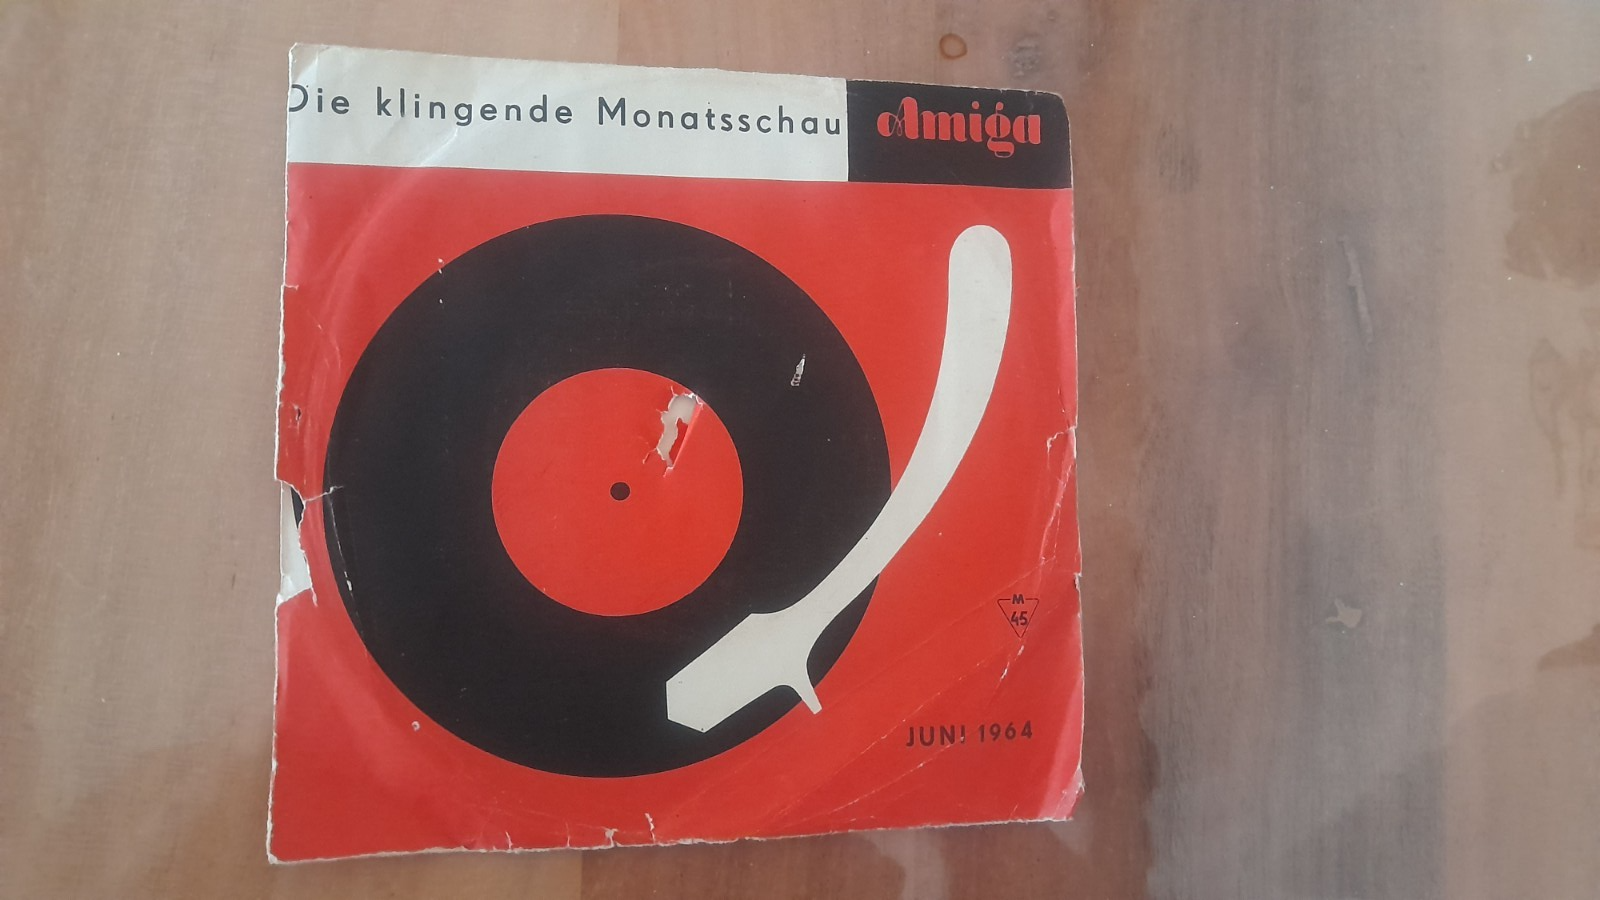 Die klingende Monatsschau
Amiga
M
45
JUNI 1964